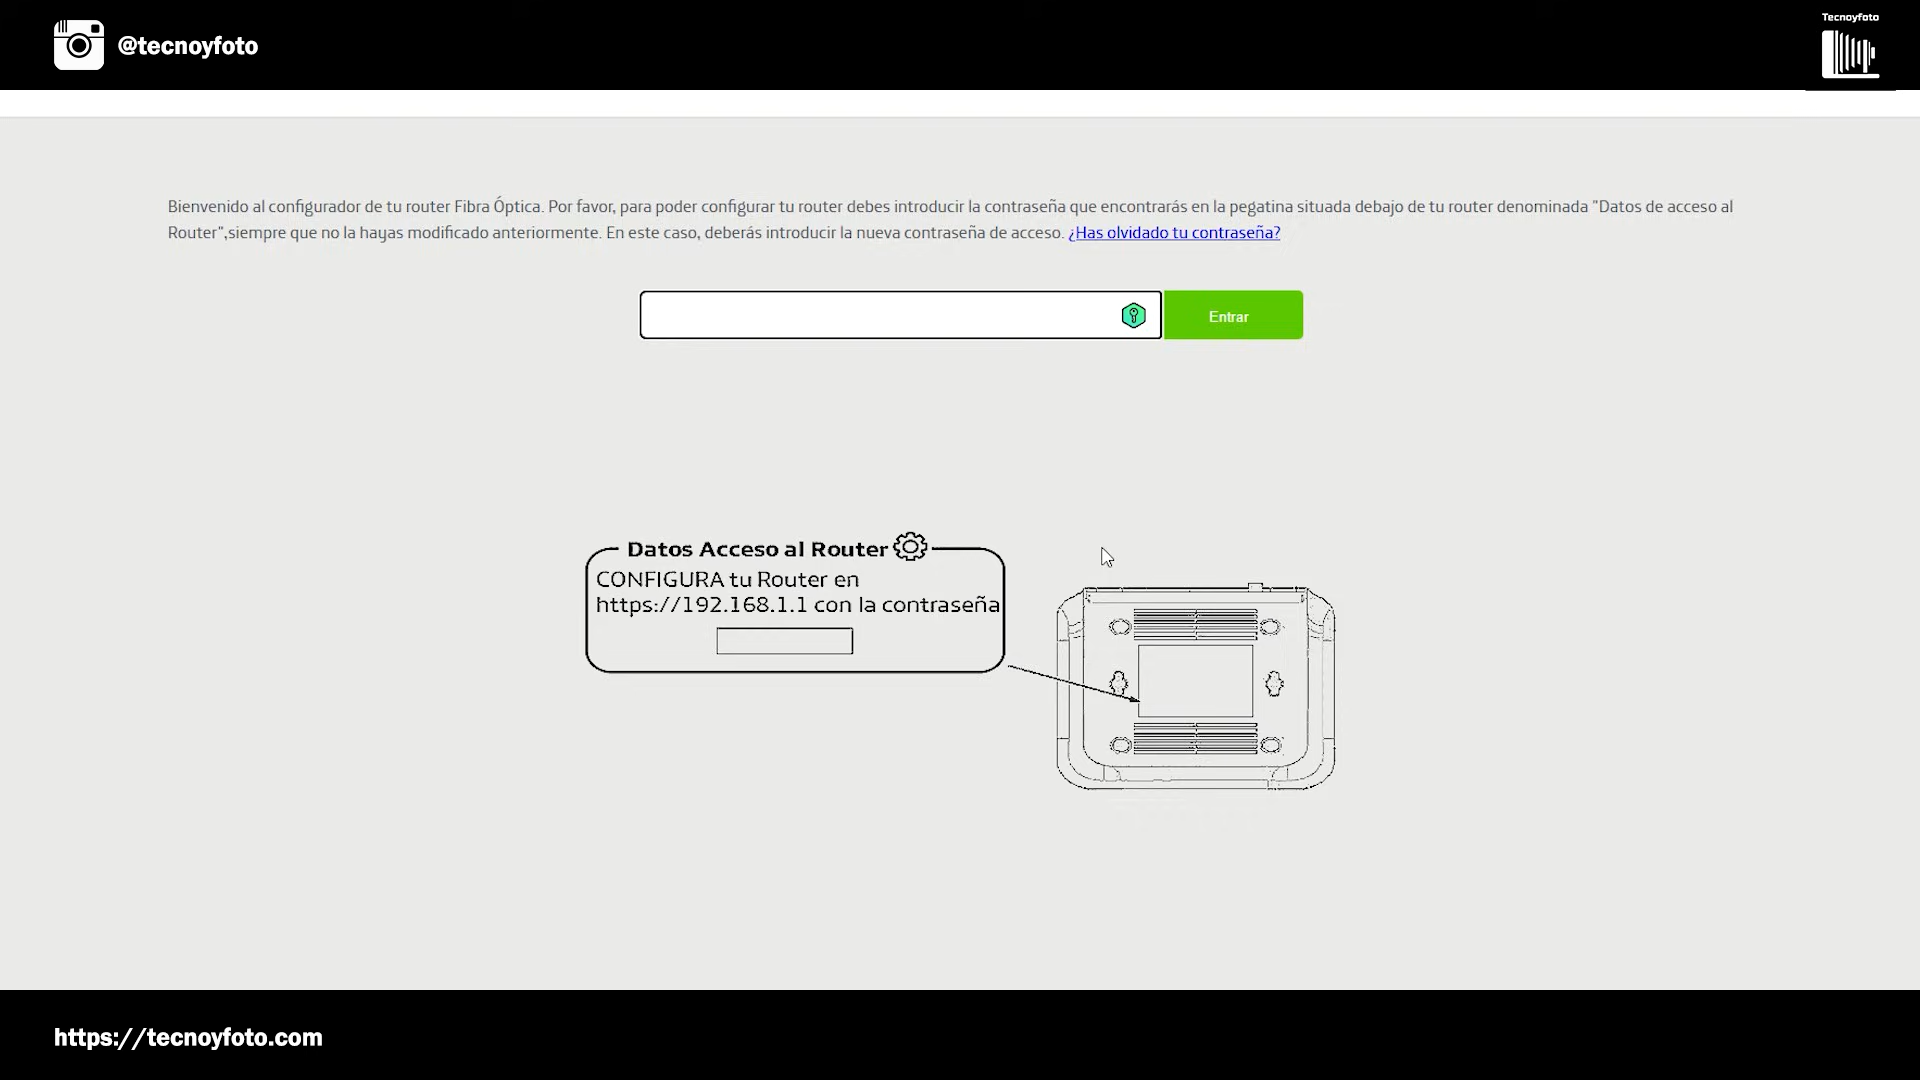 @tecnoyfoto
Tecnoyfoto
Bienvenido al configurador de tu router Fibra Óptica. Por favor, para poder configurar tu router debes introducir la contraseña que encontrarás en la pegatina situada debajo de tu router denominada "Datos de acceso al
Router",siempre que no la hayas modificado anteriormente. En este caso, deberás introducir la nueva contraseña de acceso. ¿Has olvidado tu contraseña?
Entrar
Datos Acceso al Router
CONFIGURA tu Router en
https://192.168.1.1 con la contraseña
https://tecnoyfoto.com